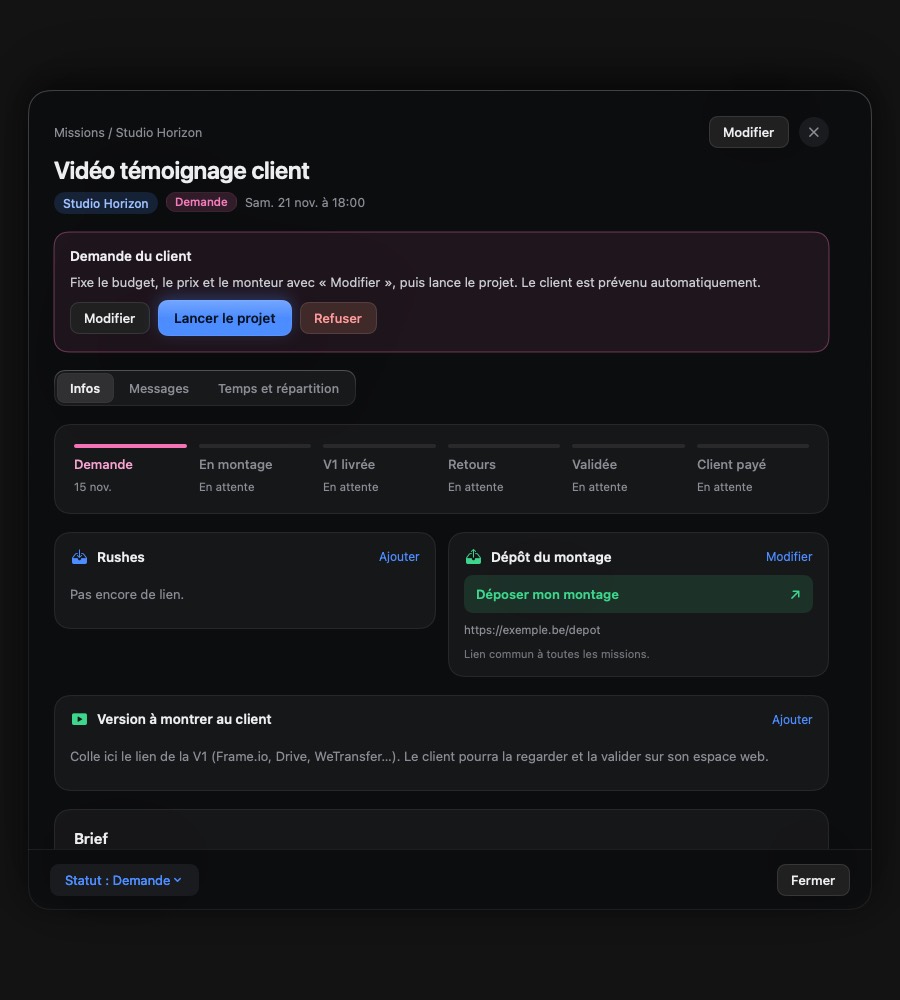 Missions / Studio Horizon
Modifier
Vidéo témoignage client
Studio Horizon
Demande
Sam. 21 nov. à 18:00
Demande du client
Fixe le budget, le prix et le monteur avec « Modifier », puis lance le projet. Le client est prévenu automatiquement.
Modifier
Lancer le projet
Refuser
Infos
Messages
Temps et répartition
Demande
15 nov.
En montage
En attente
V1 livrée
En attente
Retours
En attente
Validée
En attente
Client payé
En attente
Rushes
Ajouter
Pas encore de lien.
Dépôt du montage
Modifier
Déposer mon montage
https://exemple.be/depot
Lien commun à toutes les missions.
Version à montrer au client
Ajouter
Colle ici le lien de la V1 (Frame.io, Drive, WeTransfer…). Le client pourra la regarder et la valider sur son espace web.
Brief
Statut : Demande
Fermer